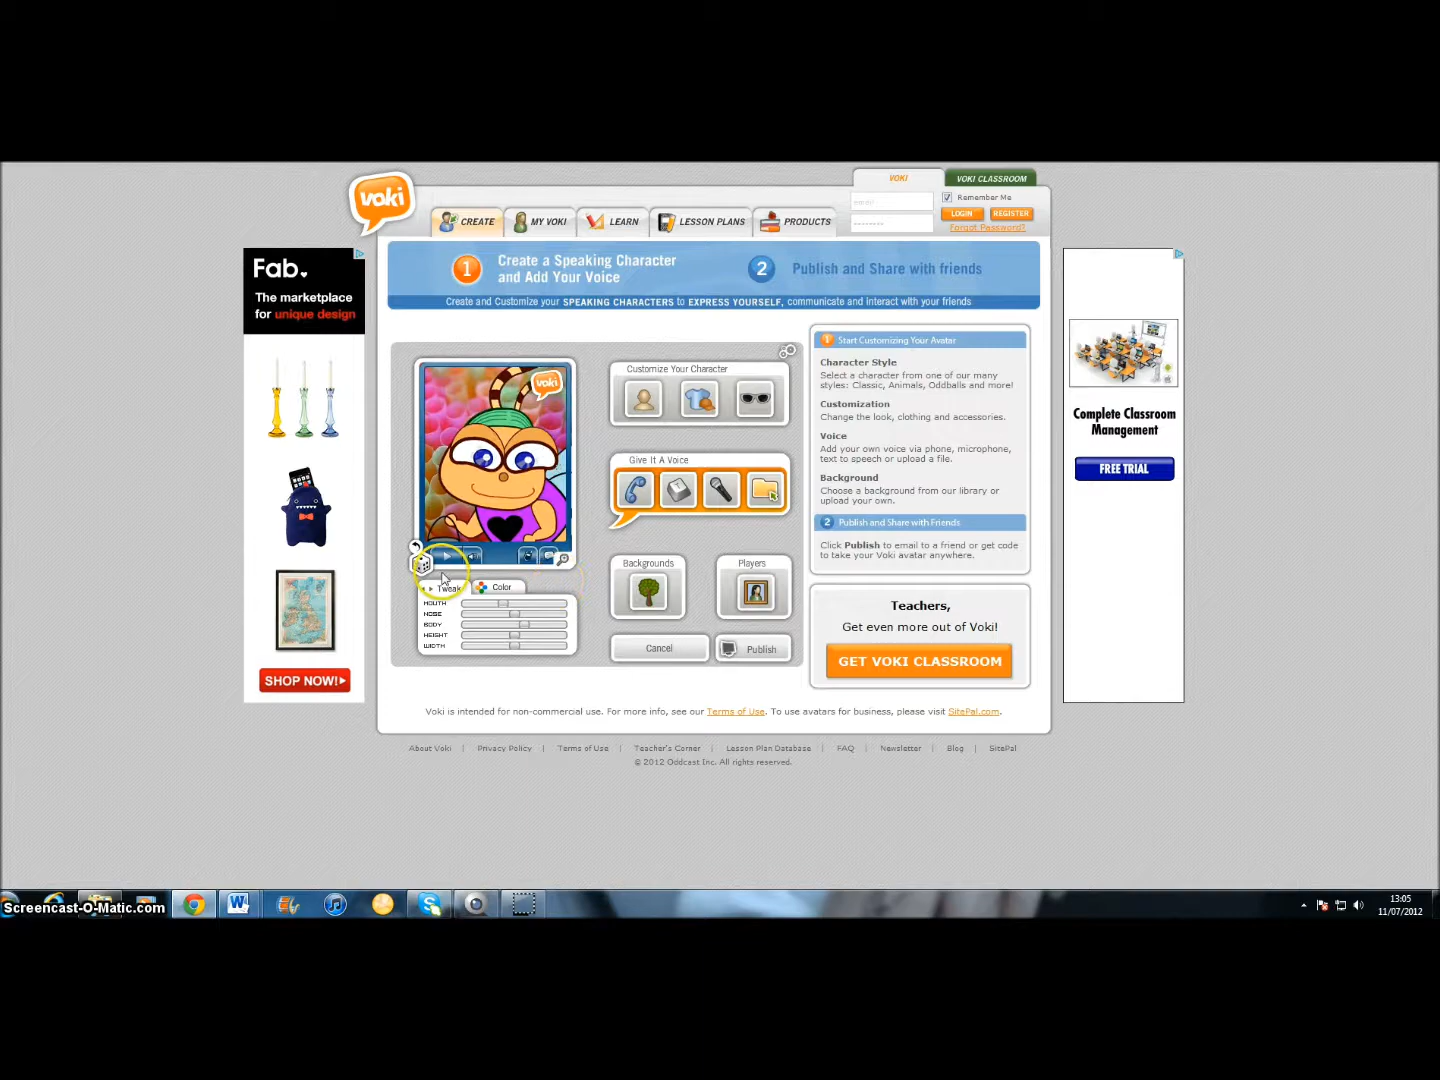 VOKI
VOKI CLASSROOM
voki
Remember Me
CREATE
MY VOKI
LEARN
LESSON PLANS
PRODUCTS
LOGIN
REGISTER
Forgot Password?
1 Create a Speaking Character
and Add Your Voice
2 Publish and Share with friends
Create and Customize your SPEAKING CHARACTERS to EXPRESS YOURSELF, communicate and interact with your friends
Fab.
The marketplace
for unique design
SHOP NOW!
voki
Tweak
Color
MOUTH
NOSE
BODY
HEIGHT
WIDTH
Customize Your Character
Give It A Voice
Backgrounds
Players
Cancel
Publish
1 Start Customizing Your Avatar
Character Style
Select a character from one of our many
styles: Classic, Animals, Oddballs and more!
Customization
Change the look, clothing and accessories.
Voice
Add your own voice via phone, microphone,
text to speech or upload a file.
Background
Choose a background from our library or
upload your own.
2 Publish and Share with Friends
Click Publish to email to a friend or get code
to take your Voki avatar anywhere.
Teachers,
Get even more out of Voki!
GET VOKI CLASSROOM
Complete Classroom
Management
FREE TRIAL
Voki is intended for non-commercial use. For more info, see our Terms of Use. To use avatars for business, please visit SitePal.com.
About Voki | Privacy Policy | Terms of Use | Teacher's Corner | Lesson Plan Database | FAQ | Newsletter | Blog | SitePal
© 2012 Oddcast Inc. All rights reserved.
Screencast-O-Matic.com
13:05
11/07/2012